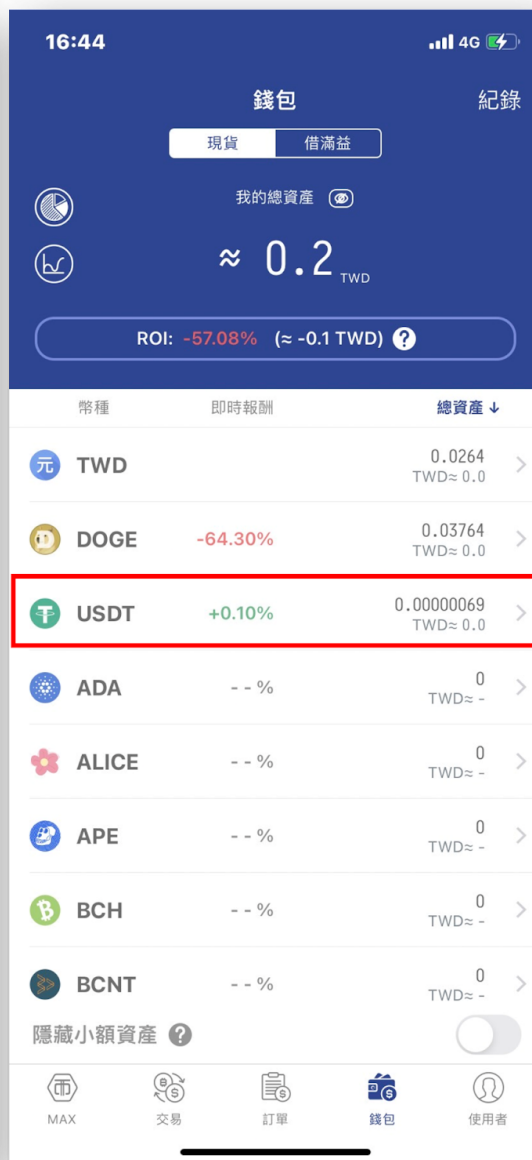 16:44 4G
錢包 紀錄
現貨 借滿益
我的總資產
≈ 0.2 TWD
ROI: -57.08% (≈ -0.1 TWD) ?
幣種 即時報酬 總資產 ↓
元 TWD 0.0264
TWD≈ 0.0
DOGE -64.30% 0.03764
TWD≈ 0.0
USDT +0.10% 0.00000069
TWD≈ 0.0
ADA - - % 0
TWD≈ -
ALICE - - % 0
TWD≈ -
APE - - % 0
TWD≈ -
BCH - - % 0
TWD≈ -
BCNT - - % 0
TWD≈ -
隱藏小額資產 ?
MAX 交易 訂單 錢包 使用者